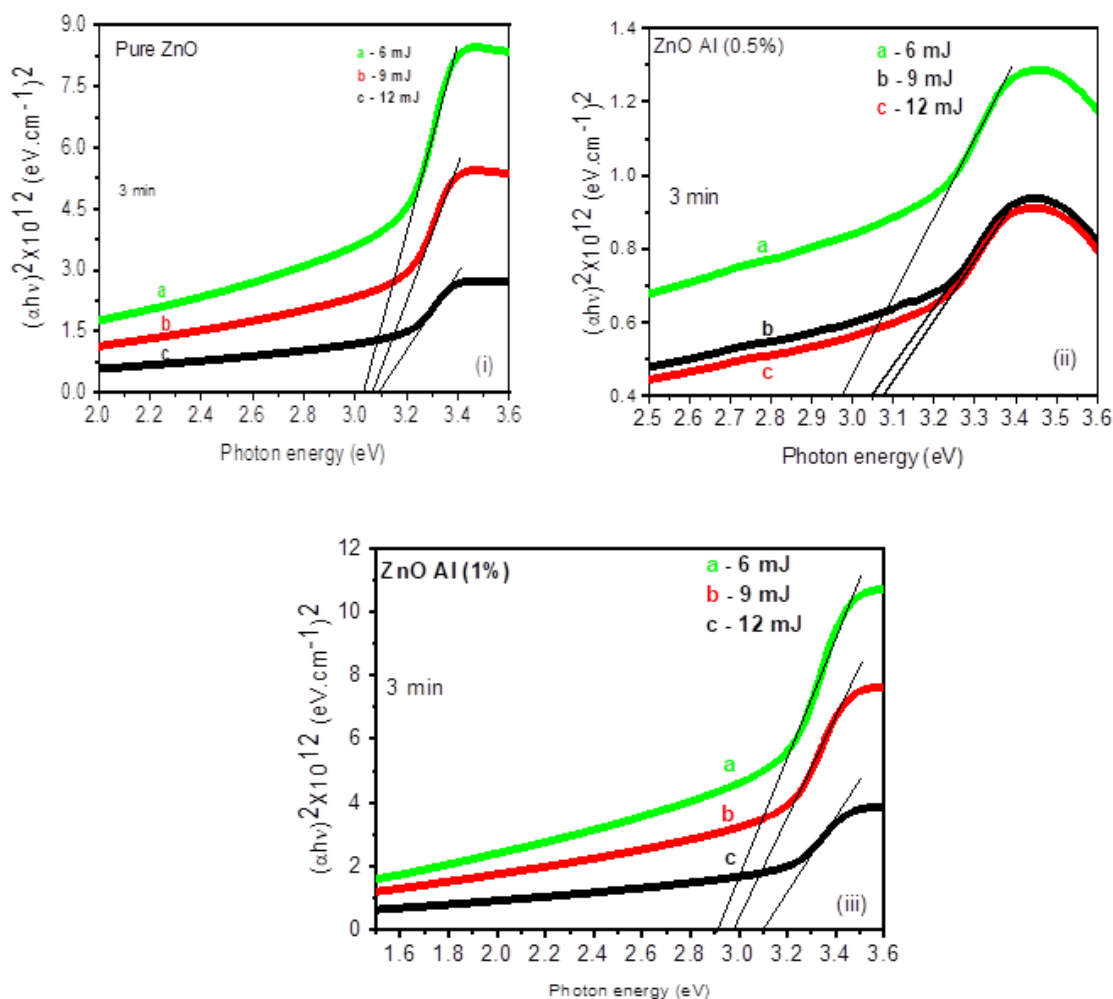 Pure ZnO
a - 6 mJ
b - 9 mJ
c - 12 mJ
3 min
a
b
c
(i)
9.0
7.5
6.0
4.5
3.0
1.5
0.0
2.0 2.2 2.4 2.6 2.8 3.0 3.2 3.4 3.6
Photon energy (eV)
(αhν)2X1012 (eV.cm-1)2
ZnO Al (0.5%)
a - 6 mJ
b - 9 mJ
c - 12 mJ
3 min
a
b
c
(ii)
1.4
1.2
1.0
0.8
0.6
0.4
2.5 2.6 2.7 2.8 2.9 3.0 3.1 3.2 3.3 3.4 3.5 3.6
Photon energy (eV)
(αhν)2X1012 (eV.cm-1)2
ZnO Al (1%)
a - 6 mJ
b - 9 mJ
c - 12 mJ
3 min
a
b
c
(iii)
12
10
8
6
4
2
0
1.6 1.8 2.0 2.2 2.4 2.6 2.8 3.0 3.2 3.4 3.6
Photon energy (eV)
(αhν)2X1012 (eV.cm-1)2